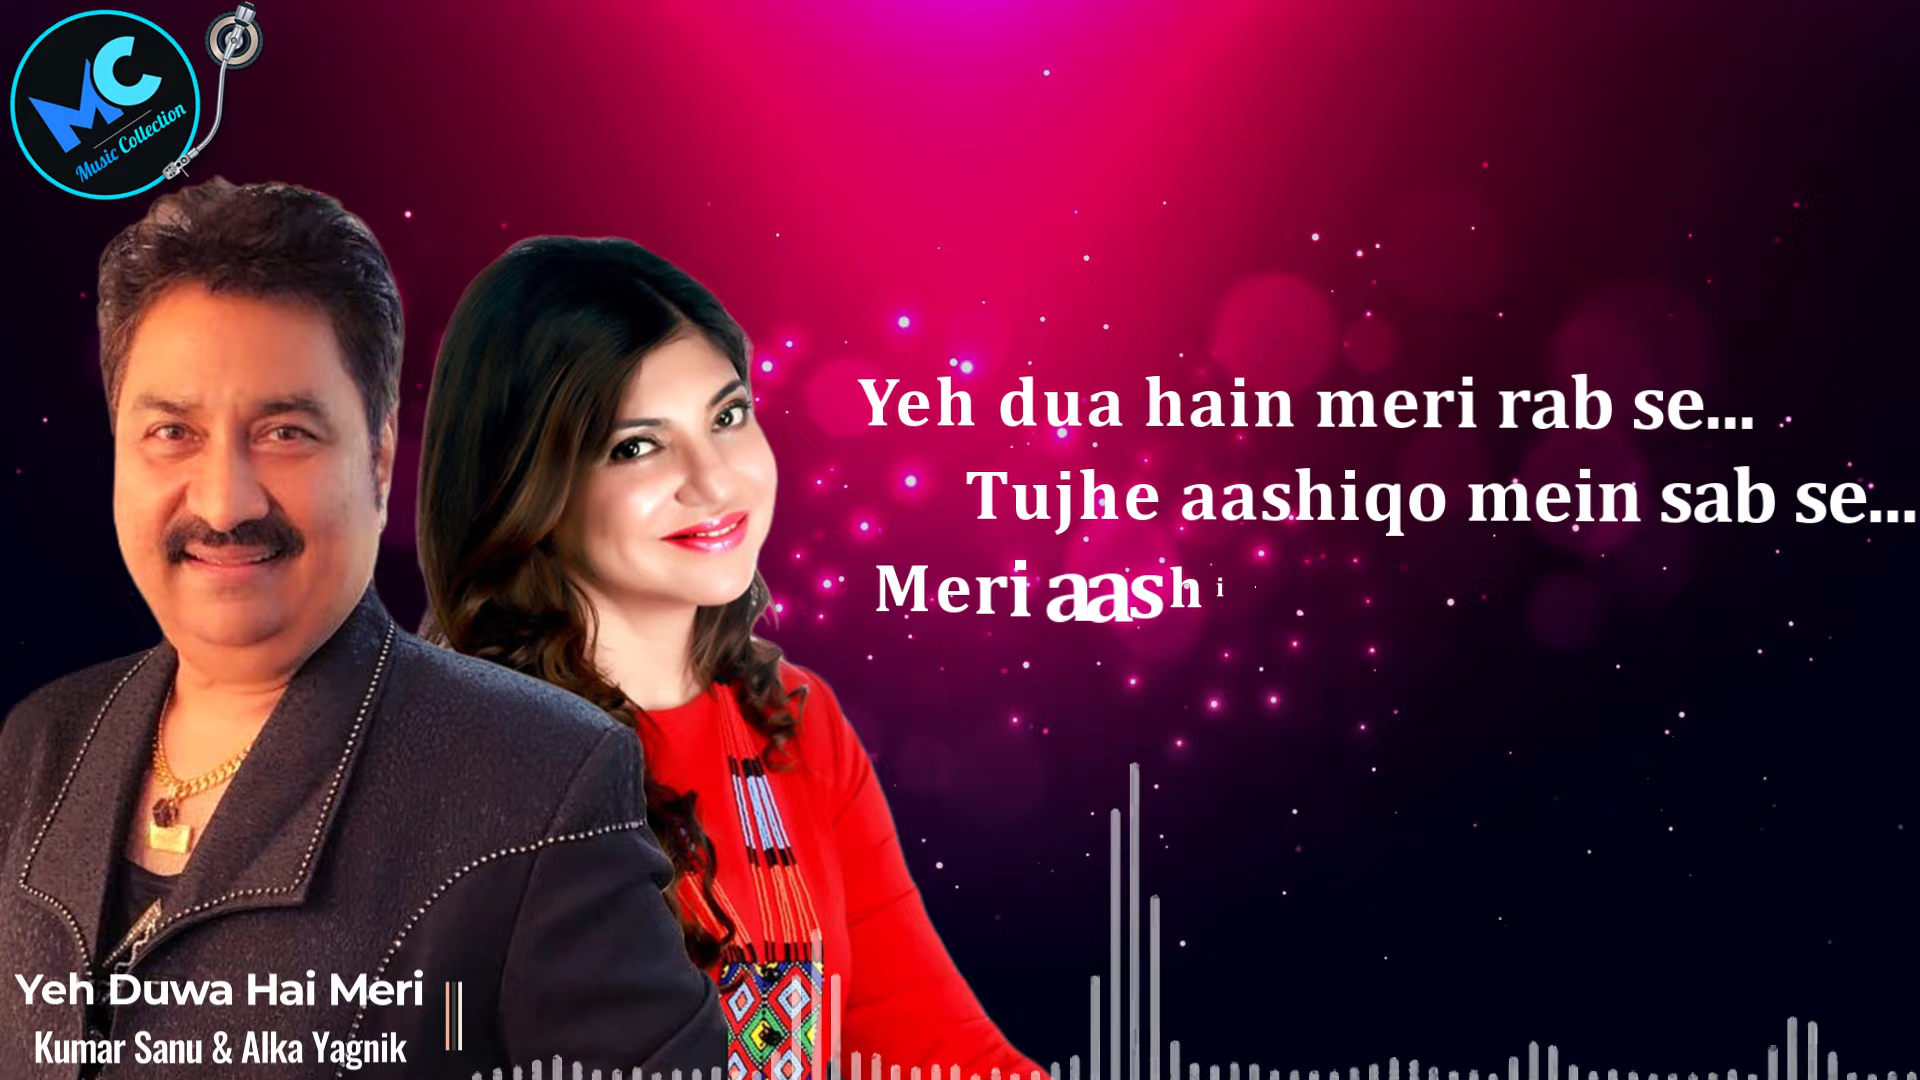 MC
Music Collection
Yeh dua hain meri rab se...
Tujhe aashiqo mein sab se...
Meri aashi
Yeh Duwa Hai Meri
Kumar Sanu & Alka Yagnik